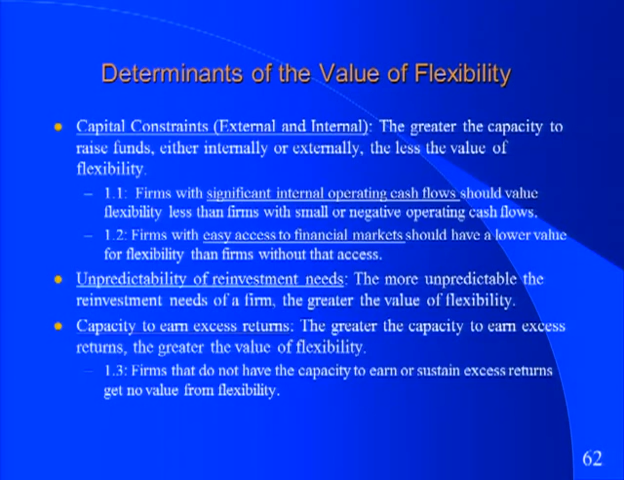 Determinants of the Value of Flexibility
Capital Constraints (External and Internal): The greater the capacity to
raise funds, either internally or externally, the less the value of
flexibility.
– 1.1: Firms with significant internal operating cash flows should value
flexibility less than firms with small or negative operating cash flows.
– 1.2: Firms with easy access to financial markets should have a lower value
for flexibility than firms without that access.
Unpredictability of reinvestment needs: The more unpredictable the
reinvestment needs of a firm, the greater the value of flexibility.
Capacity to earn excess returns: The greater the capacity to earn excess
returns, the greater the value of flexibility.
– 1.3: Firms that do not have the capacity to earn or sustain excess returns
get no value from flexibility.
62